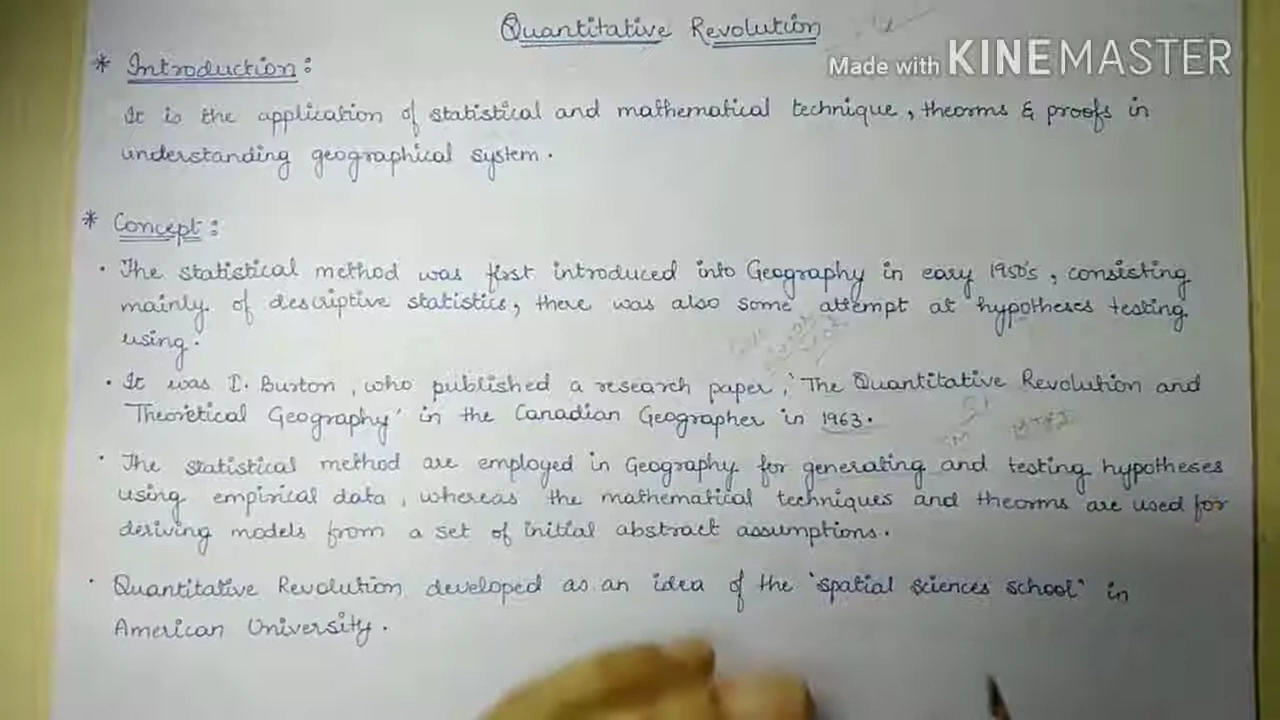 Quantitative Revolution
Made with KINEMASTER
* Introduction:
It is the application of statistical and mathematical technique, theorms & proofs in
understanding geographical system.
* Concept:
• The statistical method was first introduced into Geography in eary 1950's, consisting
mainly of descriptive statistics, there was also some attempt at hypotheses testing
using.
• It was I. Burton, who published a research paper, 'The Quantitative Revolution and
Theoretical Geography' in the Canadian Geographer in 1963.
• The statistical method are employed in Geography for generating and testing hypotheses
using empirical data, whereas the mathematical techniques and theorms are used for
deriving models from a set of initial abstract assumptions.
• Quantitative Revolution developed as an idea of the 'spatial sciences school' in
American University.